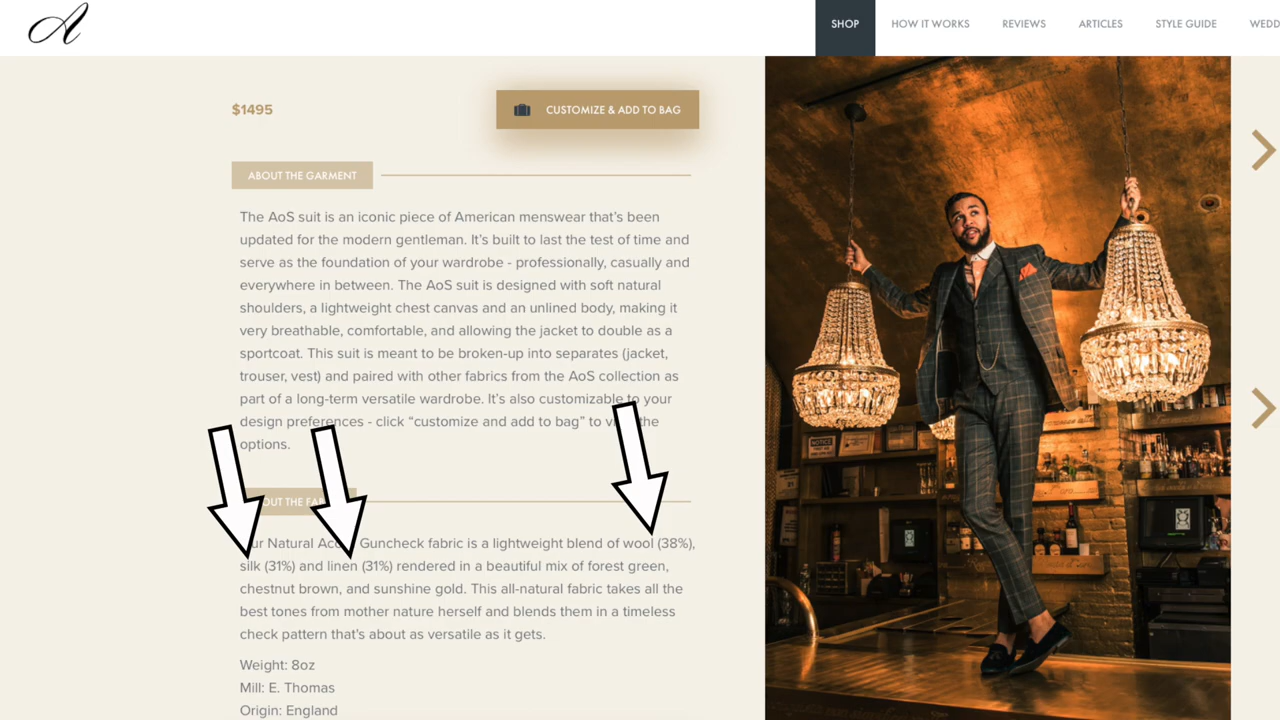 A
SHOP HOW IT WORKS REVIEWS ARTICLES STYLE GUIDE WEDD
$1495
CUSTOMIZE & ADD TO BAG
ABOUT THE GARMENT
The AoS suit is an iconic piece of American menswear that's been
updated for the modern gentleman. It's built to last the test of time and
serve as the foundation of your wardrobe - professionally, casually and
everywhere in between. The AoS suit is designed with soft natural
shoulders, a lightweight chest canvas and an unlined body, making it
very breathable, comfortable, and allowing the jacket to double as a
sportcoat. This suit is meant to be broken-up into separates (jacket,
trouser, vest) and paired with other fabrics from the AoS collection as
part of a long-term versatile wardrobe. It's also customizable to your
design preferences - click “customize and add to bag” to the
options.
THE
Natural Guncheck fabric is a lightweight blend of wool (38%),
silk (31%) and linen (31%) rendered in a beautiful mix of forest green,
chestnut brown, and sunshine gold. This all-natural fabric takes all the
best tones from mother nature herself and blends them in a timeless
check pattern that's about as versatile as it gets.
Weight: 8oz
Mill: E. Thomas
Origin: England
NOTICE